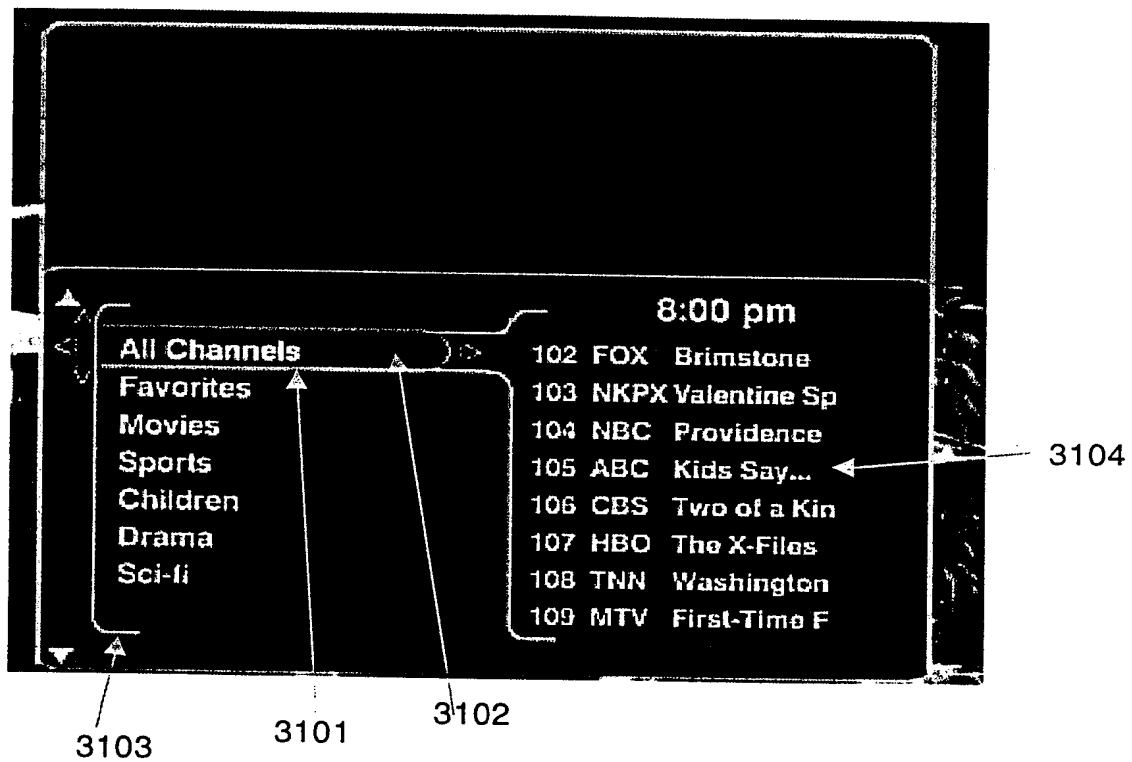 8:00 pm
All Channels
Favorites
Movies
Sports
Children
Drama
Sci-fi
102 FOX Brimstone
103 NKPX Valentine Sp
104 NBC Providence
105 ABC Kids Say...
106 CBS Two of a Kin
107 HBO The X-Files
108 TNN Washington
109 MTV First-Time F
3104
3103
3101
3102